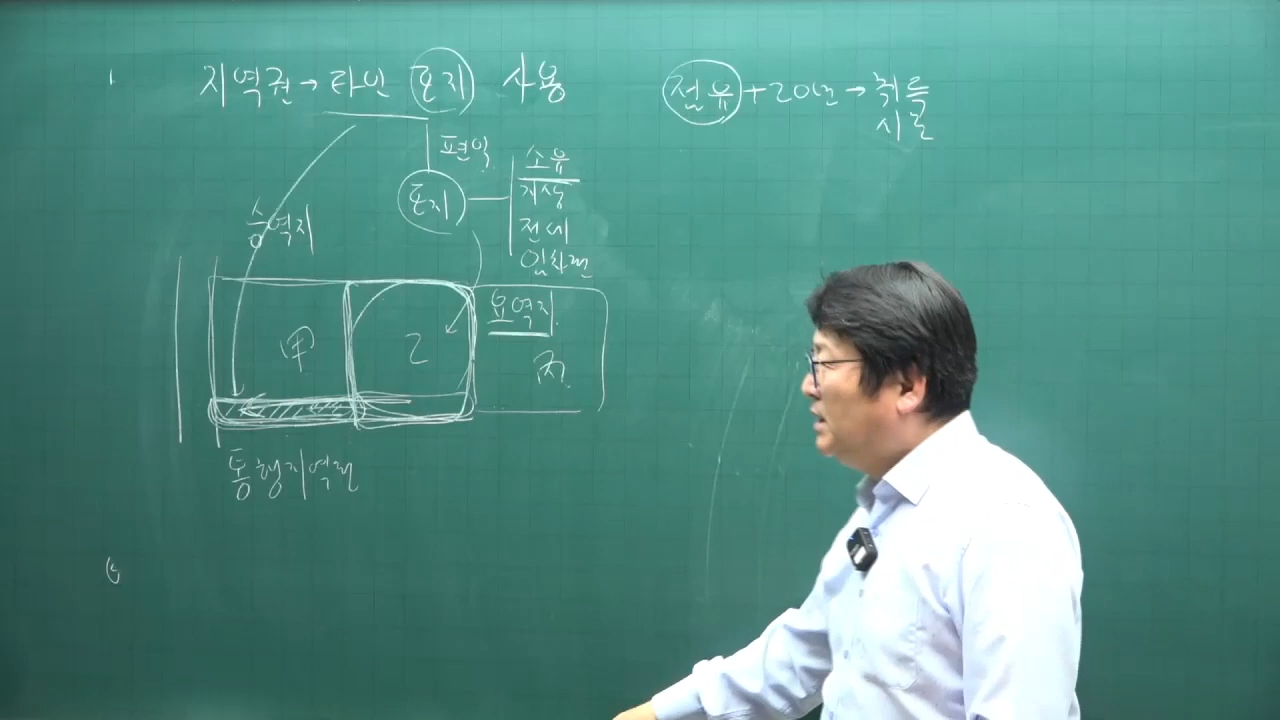 지역권→타인 토지 사용
편익
토지
소유
지상
전세
임차권
승역지
요역지
甲
乙
丙
통행지역권
점유+20년→취득
시효